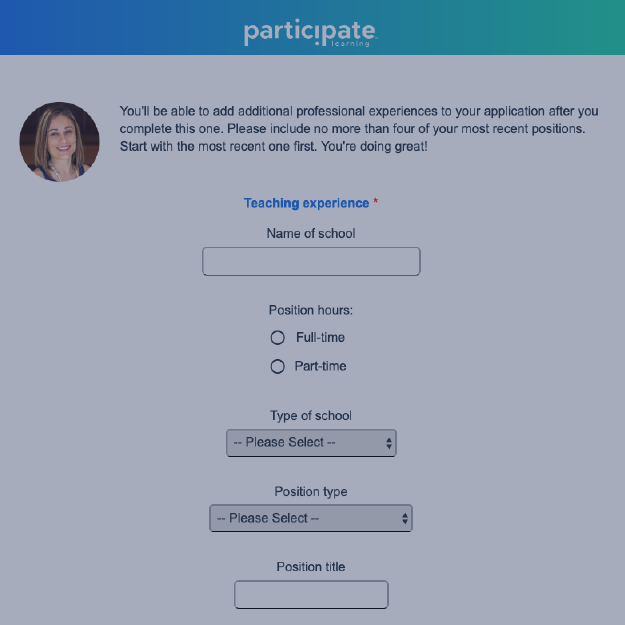 participate
learning
You'll be able to add additional professional experiences to your application after you
complete this one. Please include no more than four of your most recent positions.
Start with the most recent one first. You're doing great!
Teaching experience *
Name of school
Position hours:
Full-time
Part-time
Type of school
-- Please Select --
Position type
-- Please Select --
Position title